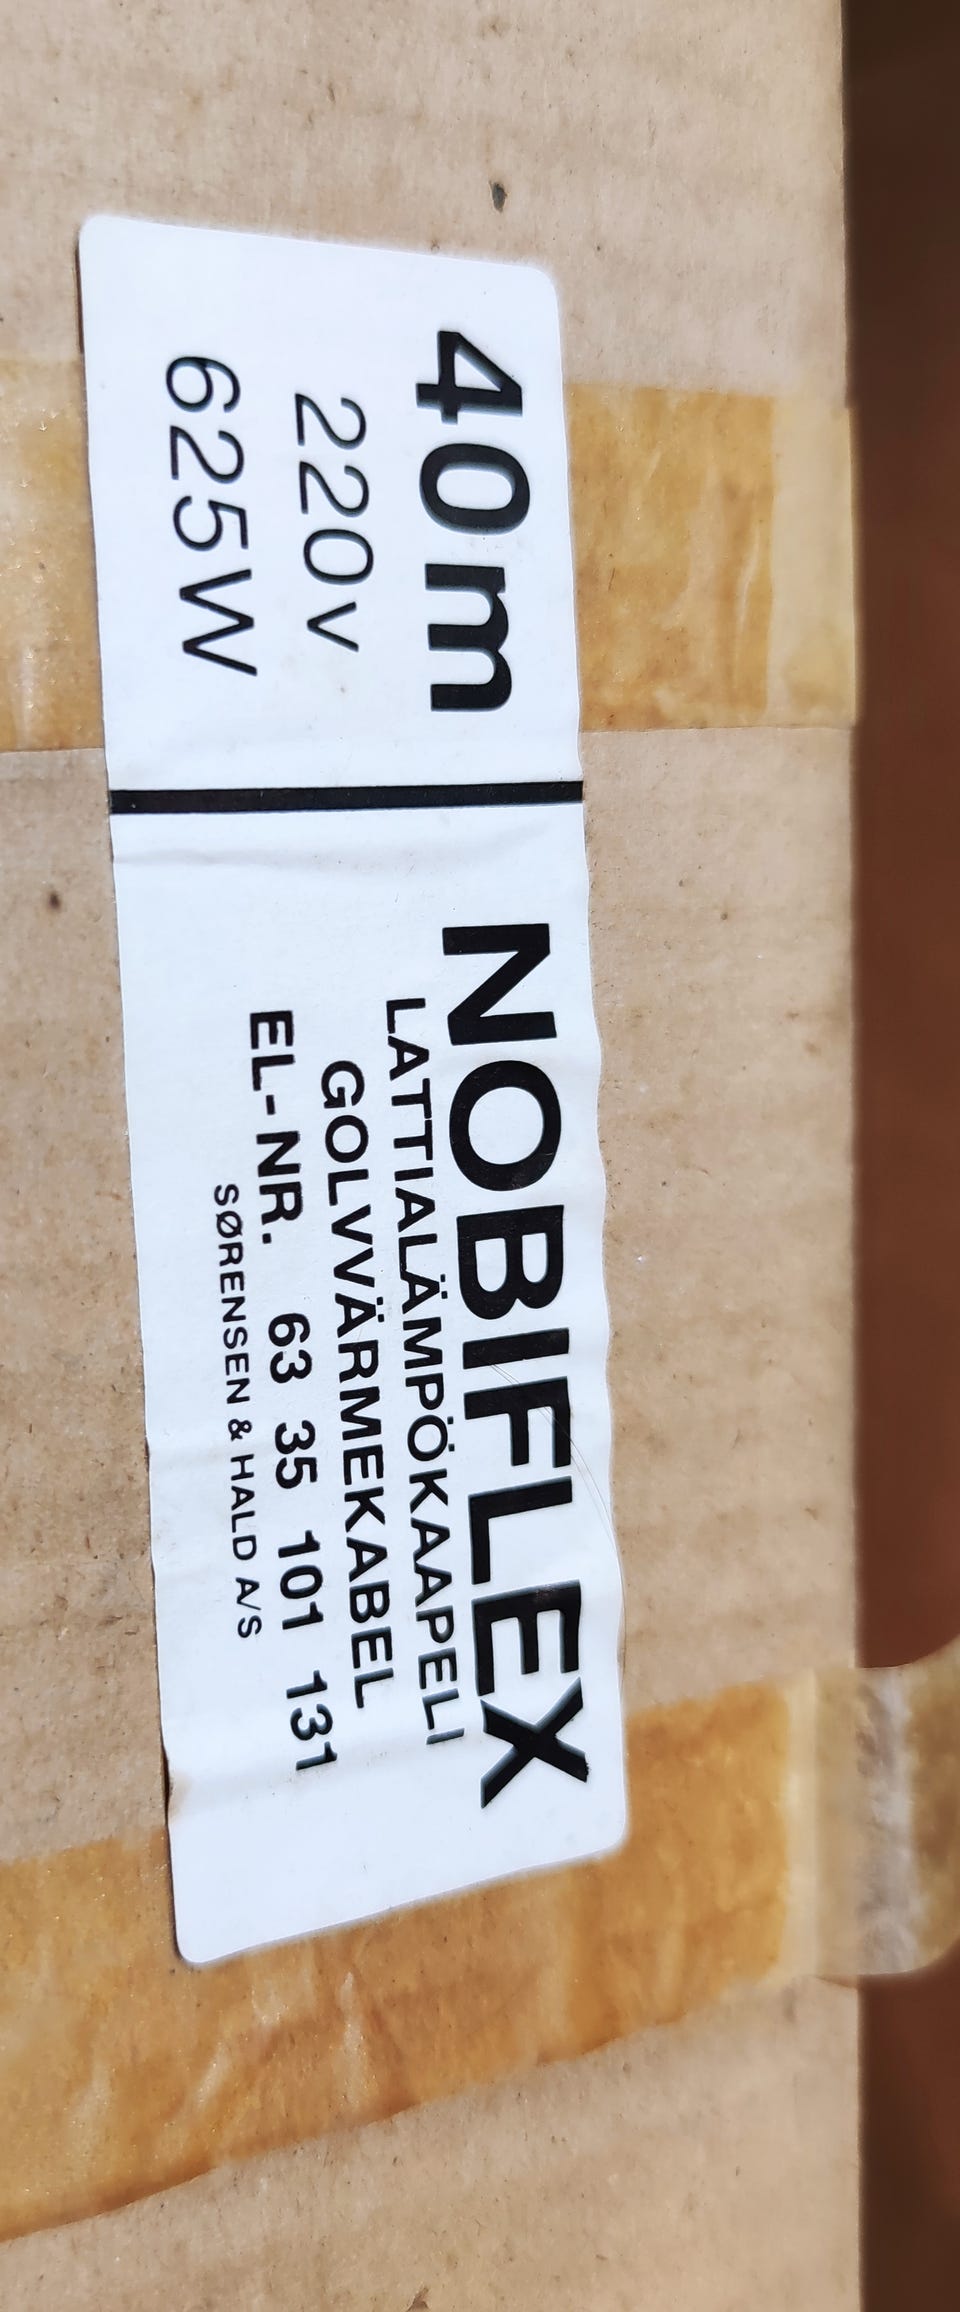 40m
220v
625W
NOBIFLEX
LATTIALÄMPÖKAAPELI
GOLVVÄRMEKABEL
EL-NR. 63 35 101 131
SØRENSEN & HALD A/S